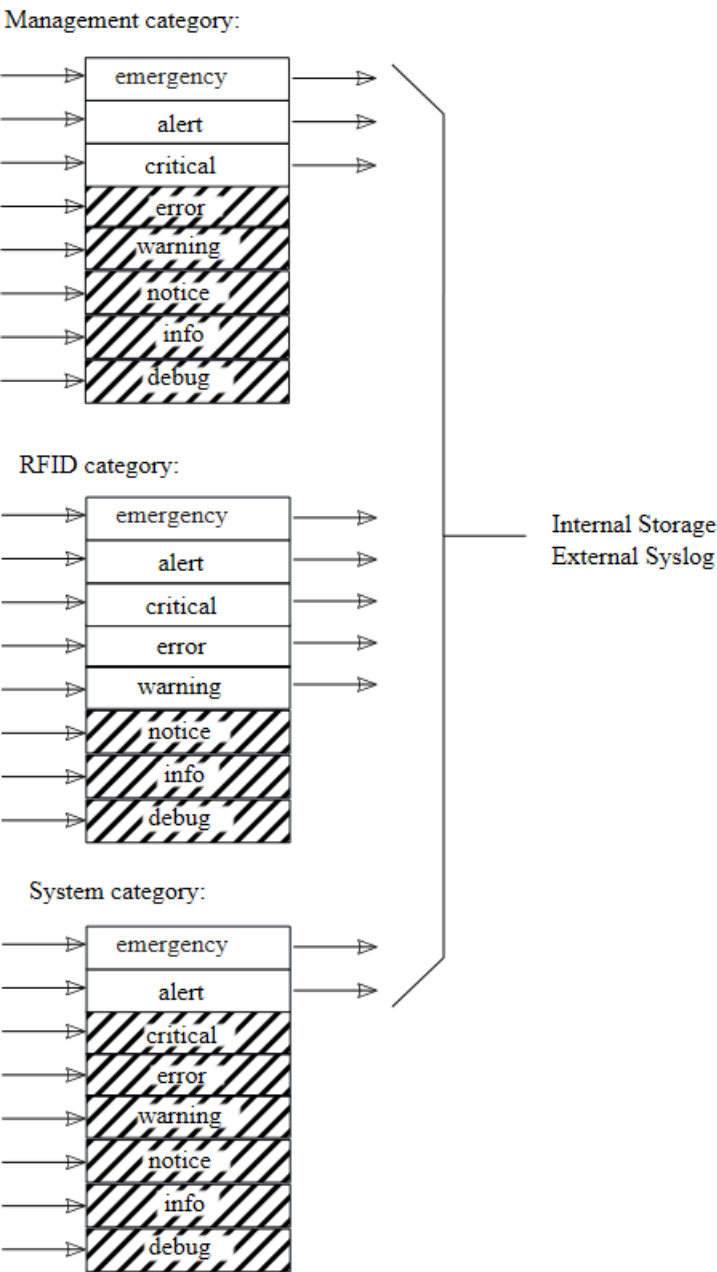 Management category:
emergency
alert
critical
error
warning
notice
info
debug
RFID category:
emergency
alert
critical
error
warning
notice
info
debug
Internal Storage
External Syslog
System category:
emergency
alert
critical
error
warning
notice
info
debug